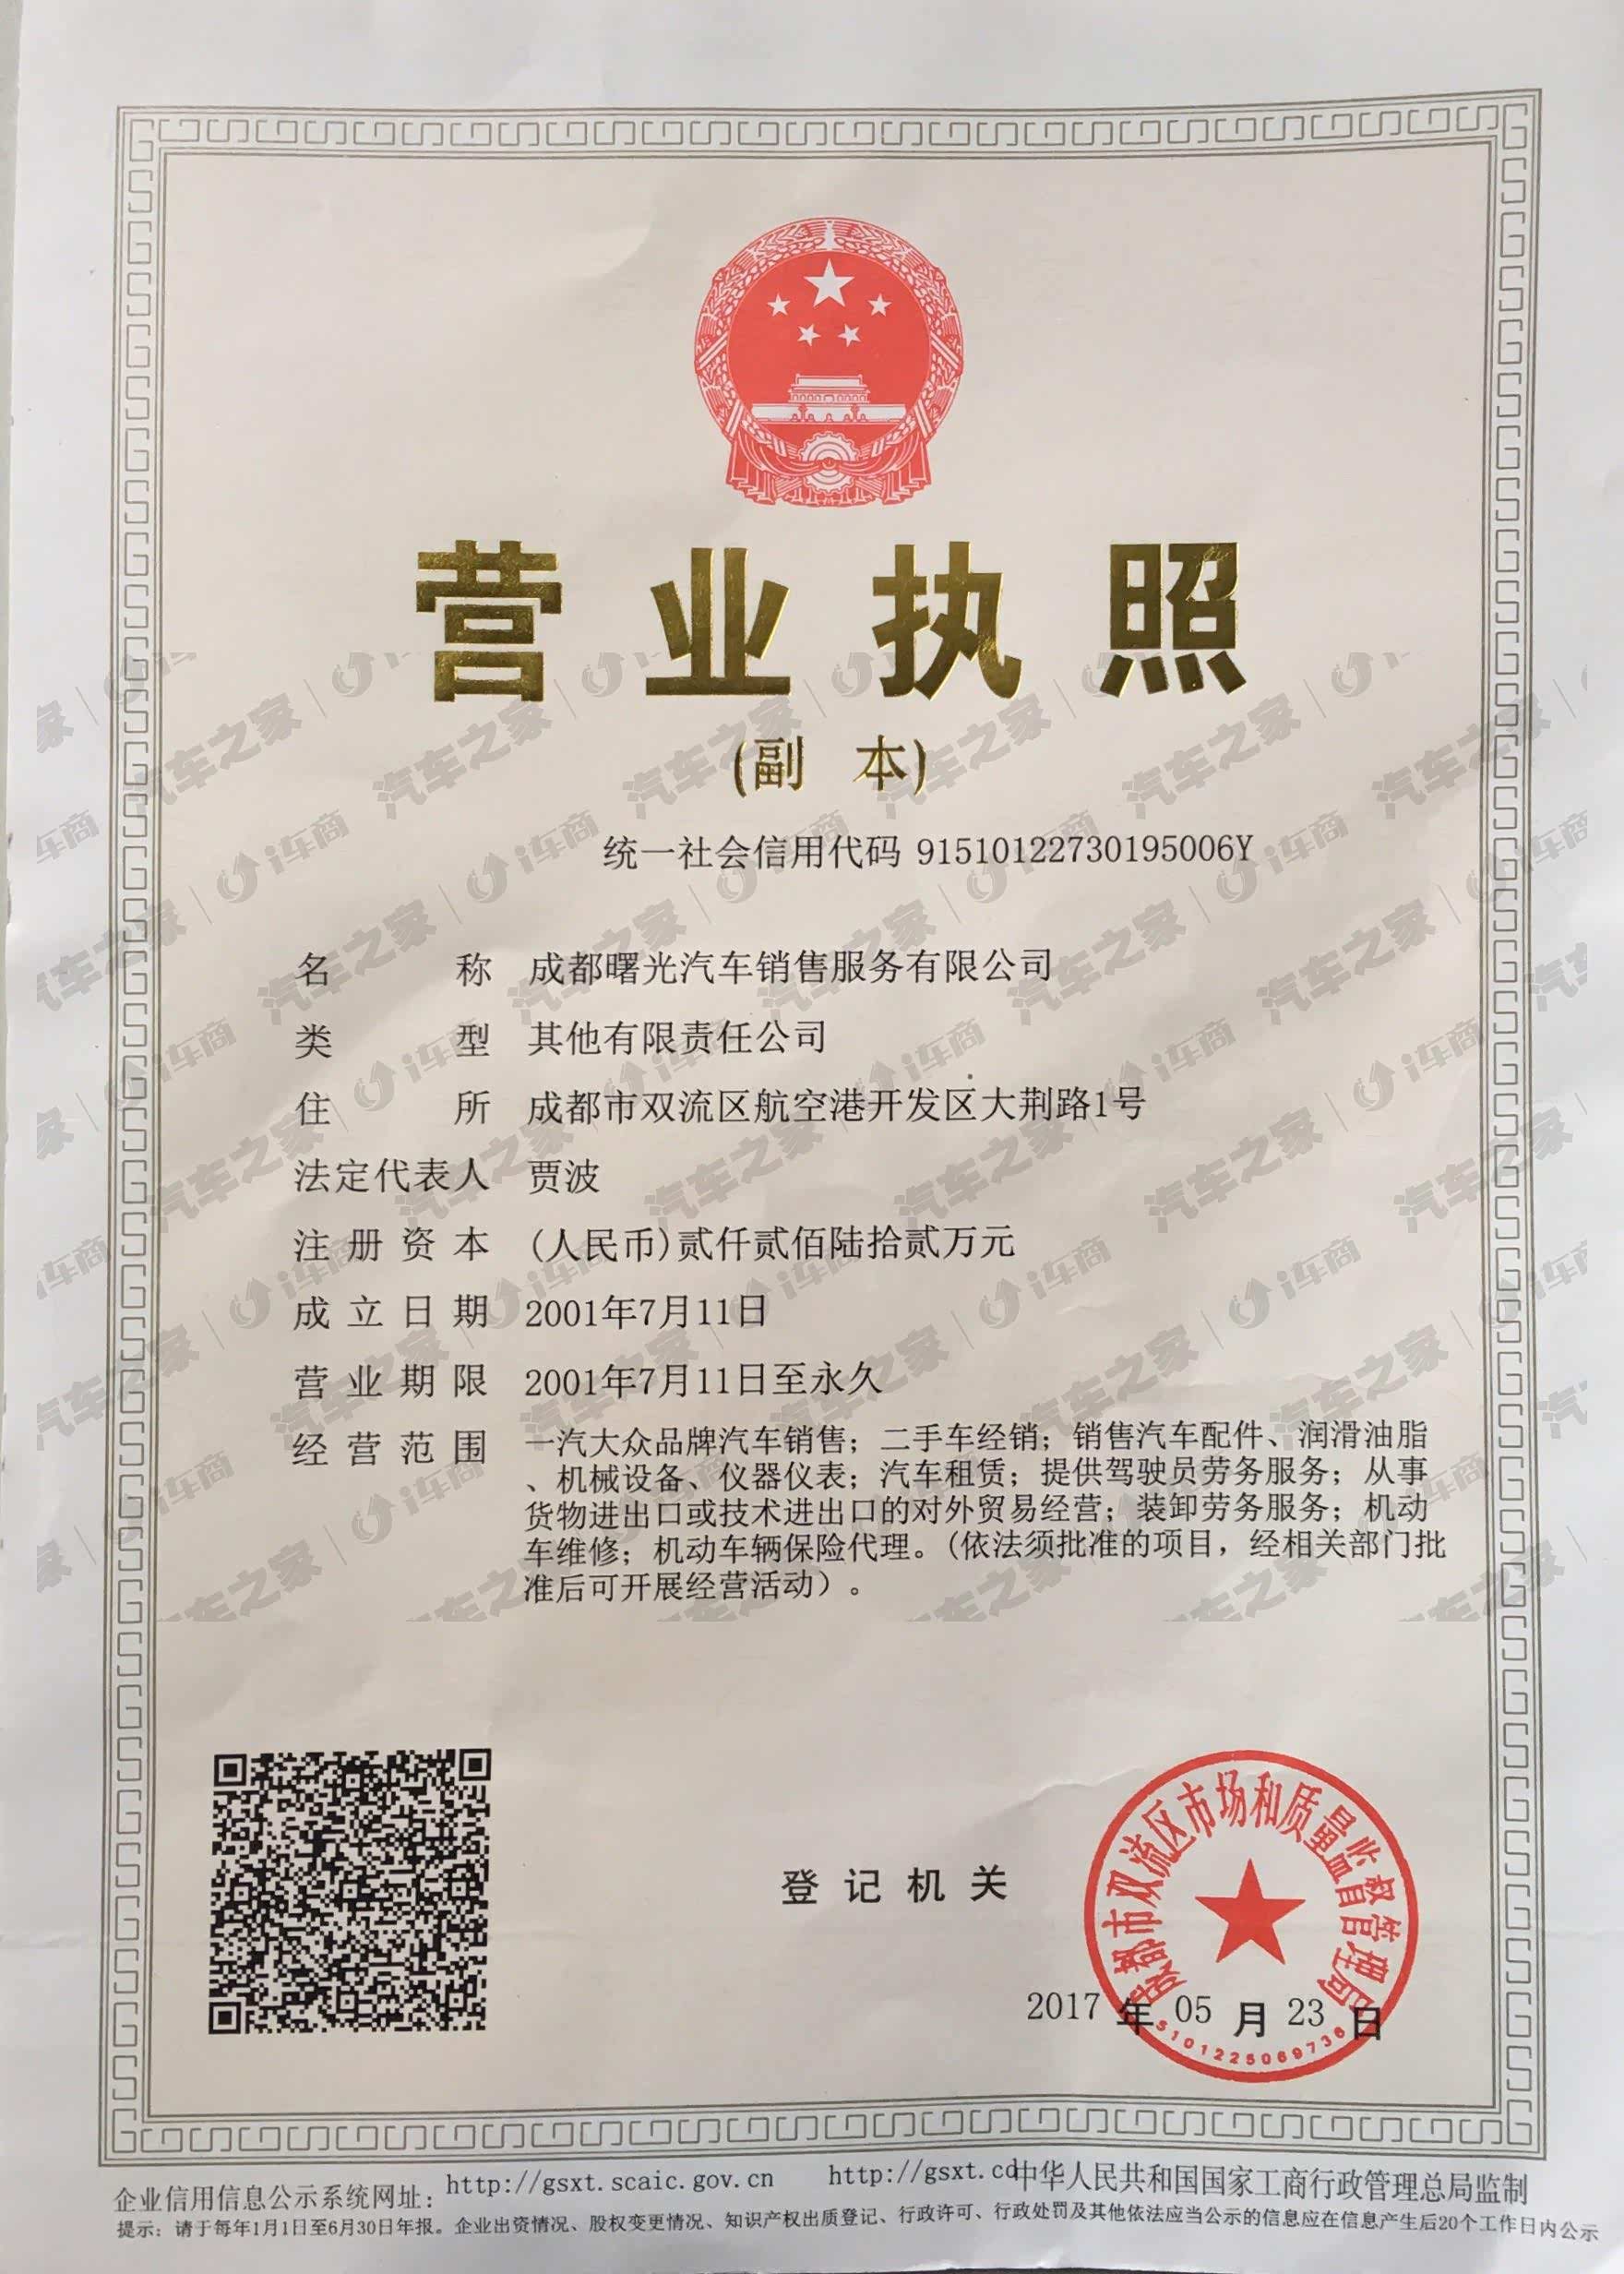 营业执照
(副 本)
统一社会信用代码 91510122730195006Y
名 称 成都曙光汽车销售服务有限公司
类 型 其他有限责任公司
住 所 成都市双流区航空港开发区大荆路1号
法定代表人 贾波
注册资本 (人民币)贰仟贰佰陆拾贰万元
成立日期 2001年7月11日
营业期限 2001年7月11日至永久
经营范围 一汽大众品牌汽车销售；二手车经销；销售汽车配件、润滑油脂
、机械设备、仪器仪表；汽车租赁；提供驾驶员劳务服务；从事
货物进出口或技术进出口的对外贸易经营；装卸劳务服务；机动
车维修；机动车辆保险代理。(依法须批准的项目，经相关部门批
准后可开展经营活动）。
登记机关
成都市双流区市场和质量监督管理局
2017 年 05 月 23 日
5101225069736
企业信用信息公示系统网址：http://gsxt.scaic.gov.cn http://gsxt.cd中华人民共和国国家工商行政管理总局监制
提示：请于每年1月1日至6月30日年报。企业出资情况、股权变更情况、知识产权出质登记、行政许可、行政处罚及其他依法应当公示的信息应在信息产生后20个工作日内公示
汽车之家 | i车商